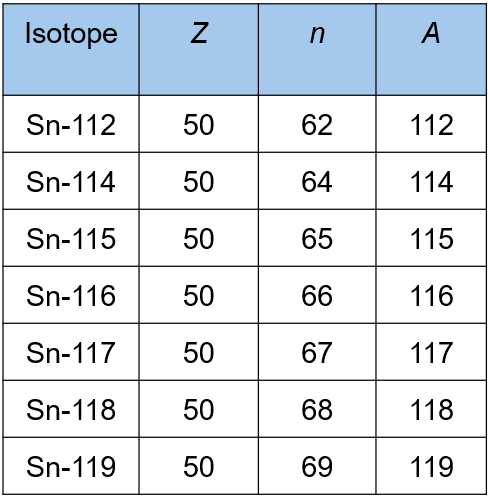 Isotope Z n A
Sn-112 50 62 112
Sn-114 50 64 114
Sn-115 50 65 115
Sn-116 50 66 116
Sn-117 50 67 117
Sn-118 50 68 118
Sn-119 50 69 119